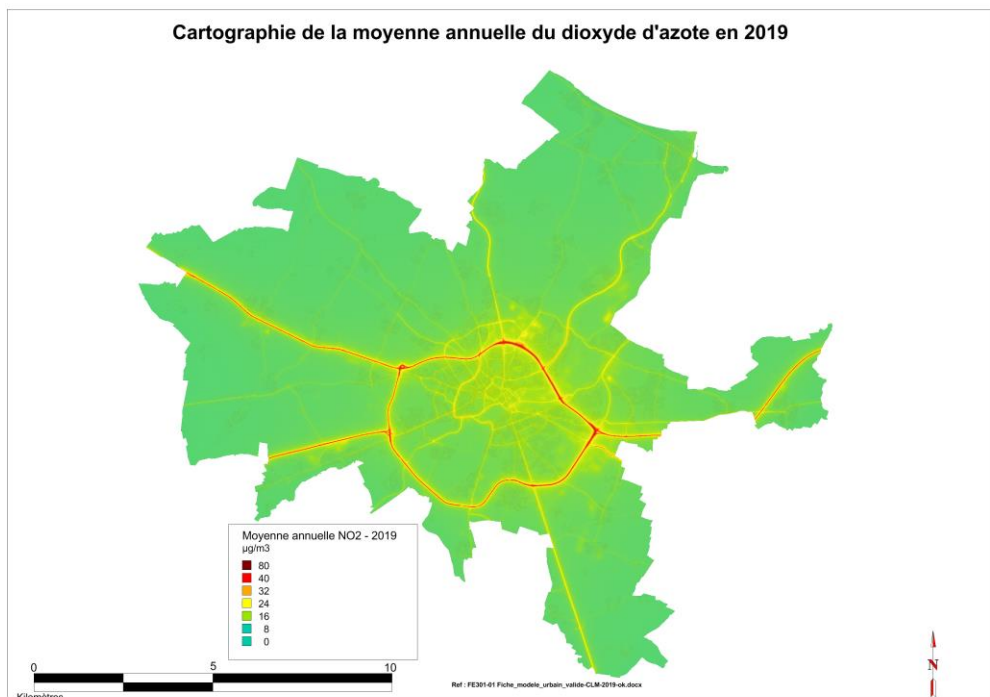 Cartographie de la moyenne annuelle du dioxyde d'azote en 2019
Moyenne annuelle NO2 - 2019
µg/m3
80
40
32
24
16
8
0
0 5 10
Kilomètres
Ref : FE301-01 Fiche_modele_urbain_valide-CLM-2019-ok.docx
N